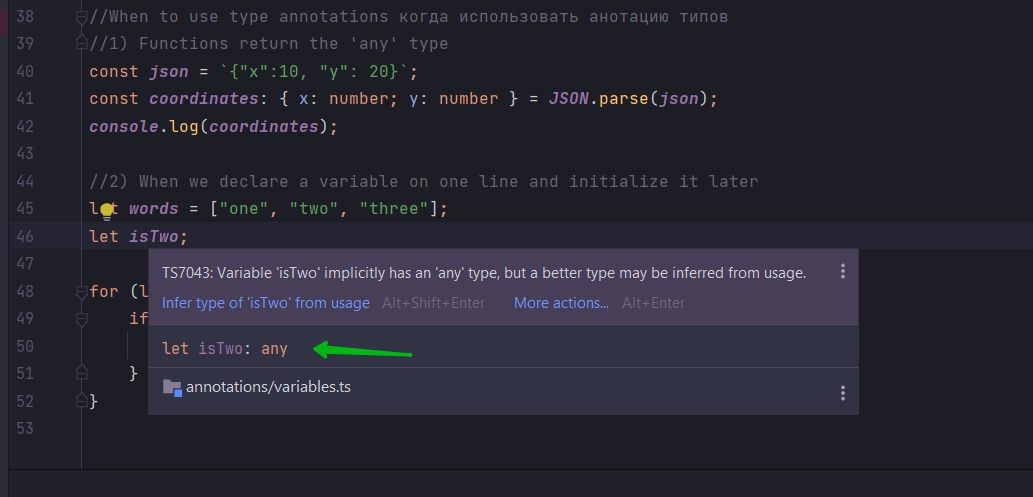 38 //When to use type annotations когда использовать анотацию типов
39 //1) Functions return the 'any' type
40 const json = `{"x":10, "y": 20}`;
41 const coordinates: { x: number; y: number } = JSON.parse(json);
42 console.log(coordinates);
43
44 //2) When we declare a variable on one line and initialize it later
45 let words = ["one", "two", "three"];
46 let isTwo;
47
TS7043: Variable 'isTwo' implicitly has an 'any' type, but a better type may be inferred from usage.
48 for (l
Infer type of 'isTwo' from usage Alt+Shift+Enter More actions... Alt+Enter
49 if
50
let isTwo: any
51 }
annotations/variables.ts
52 }
53